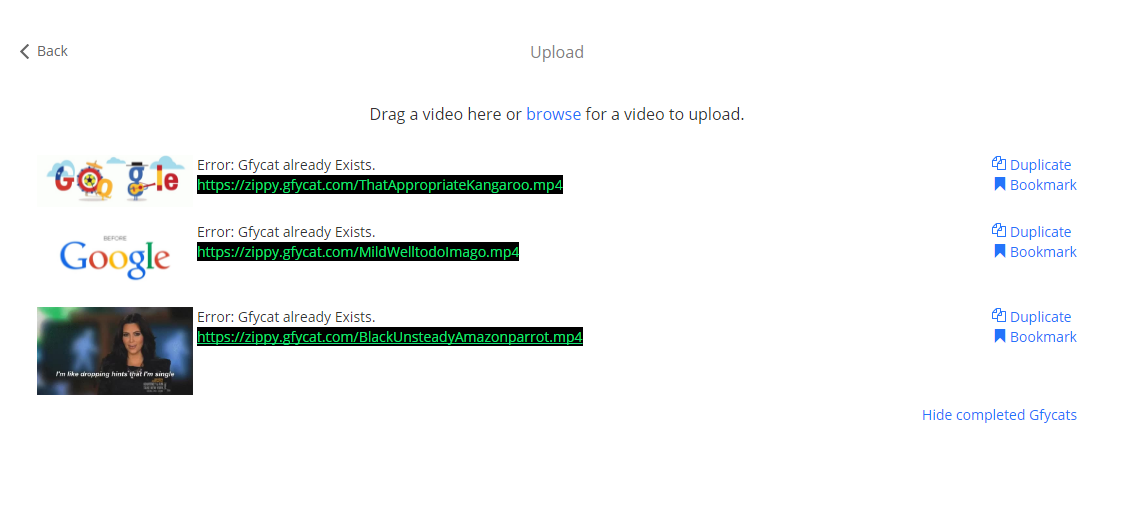 Back
Upload
Drag a video here or browse for a video to upload.
Google
Error: Gfycat already Exists.
https://zippy.gfycat.com/ThatAppropriateKangaroo.mp4
Duplicate
Bookmark
BEFORE
Google
Error: Gfycat already Exists.
https://zippy.gfycat.com/MildWelltodoImago.mp4
Duplicate
Bookmark
I'm like dropping hints that I'm single
Error: Gfycat already Exists.
https://zippy.gfycat.com/BlackUnsteadyAmazonparrot.mp4
Duplicate
Bookmark
Hide completed Gfycats